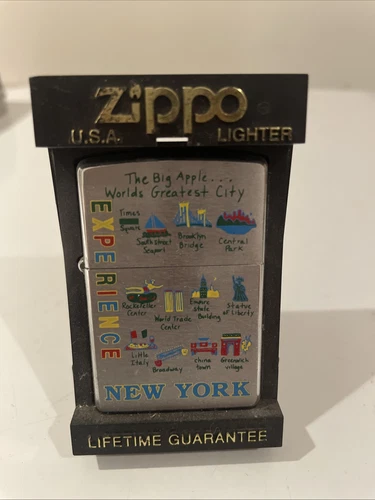 Zippo
U.S.A. LIGHTER
The Big Apple...
Worlds Greatest City
EXPERIENCE
Times Square
South Street Seaport
Brooklyn Bridge
Central Park
Rockefeller Center
World Trade Center
Empire State Building
Statue of Liberty
Little Italy
Broadway
China Town
Greenwich Village
NEW YORK
LIFETIME GUARANTEE